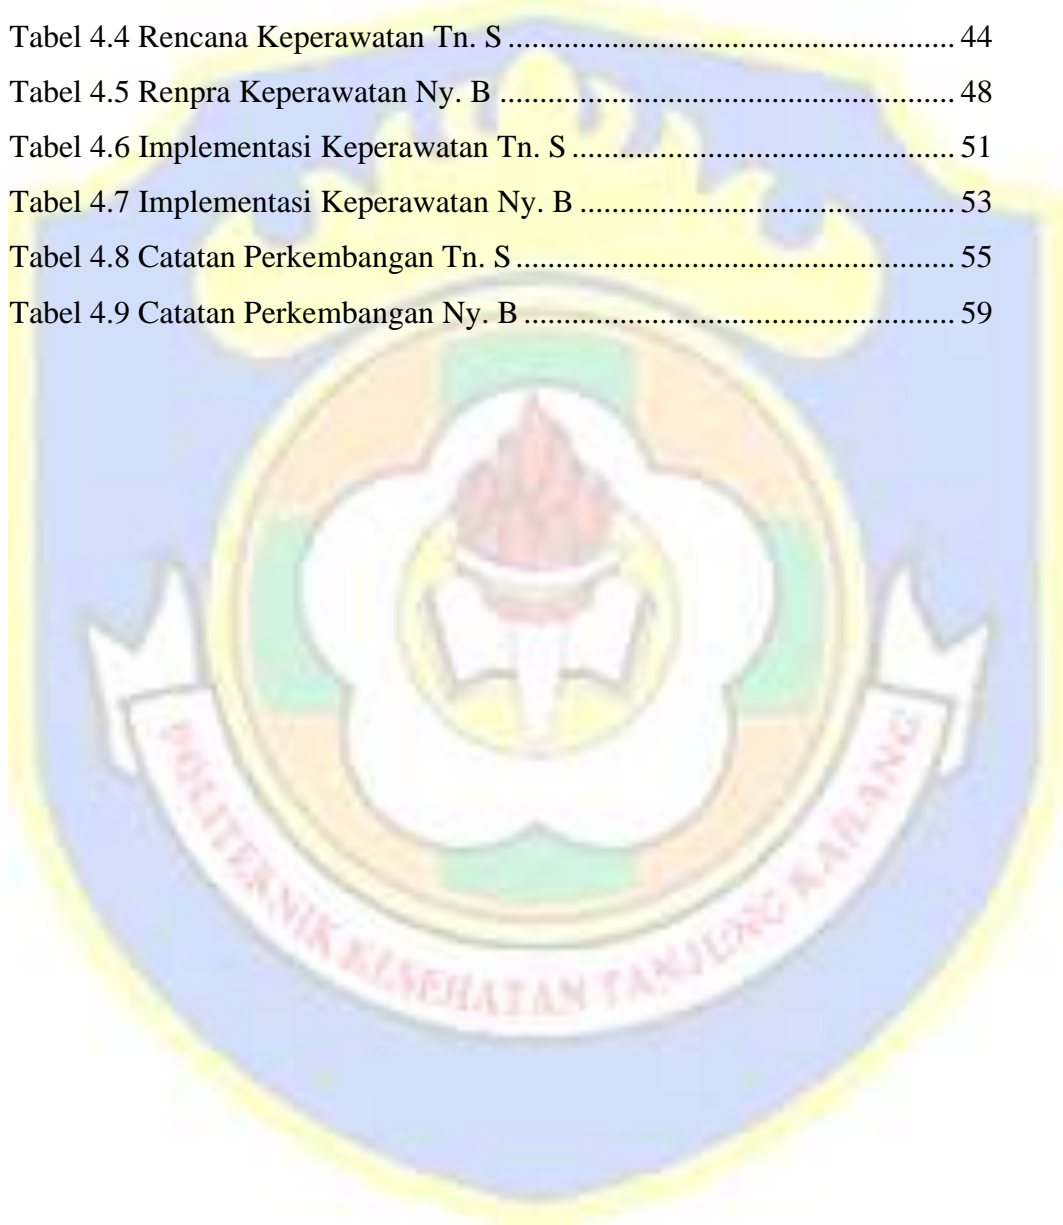 Tabel 4.4 Rencana Keperawatan Tn. S ........................................................ 44
Tabel 4.5 Renpra Keperawatan Ny. B ......................................................... 48
Tabel 4.6 Implementasi Keperawatan Tn. S ................................................ 51
Tabel 4.7 Implementasi Keperawatan Ny. B ............................................... 53
Tabel 4.8 Catatan Perkembangan Tn. S ....................................................... 55
Tabel 4.9 Catatan Perkembangan Ny. B ...................................................... 59
POLITEKNIK KESEHATAN TANJUNG KARANG